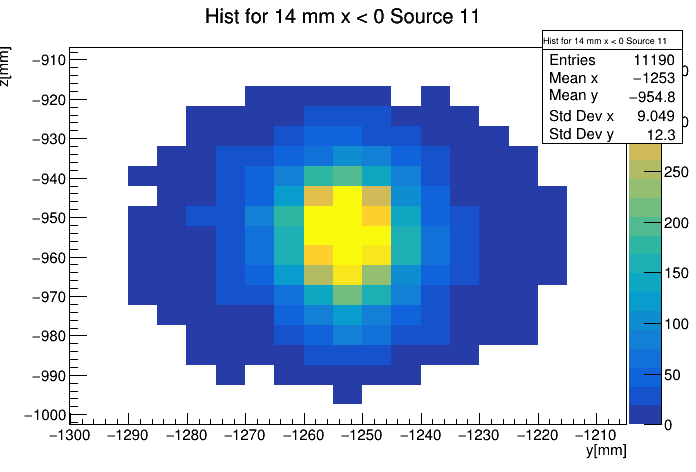 Hist for 14 mm x < 0 Source 11
Hist for 14 mm x < 0 Source 11
Entries 11190
Mean x −1253
Mean y −954.8
Std Dev x 9.049
Std Dev y 12.3
z[mm]
−910
−920
−930
−940
−950
−960
−970
−980
−990
−1000
−1300 −1290 −1280 −1270 −1260 −1250 −1240 −1230 −1220 −1210
y[mm]
250
200
150
100
50
0